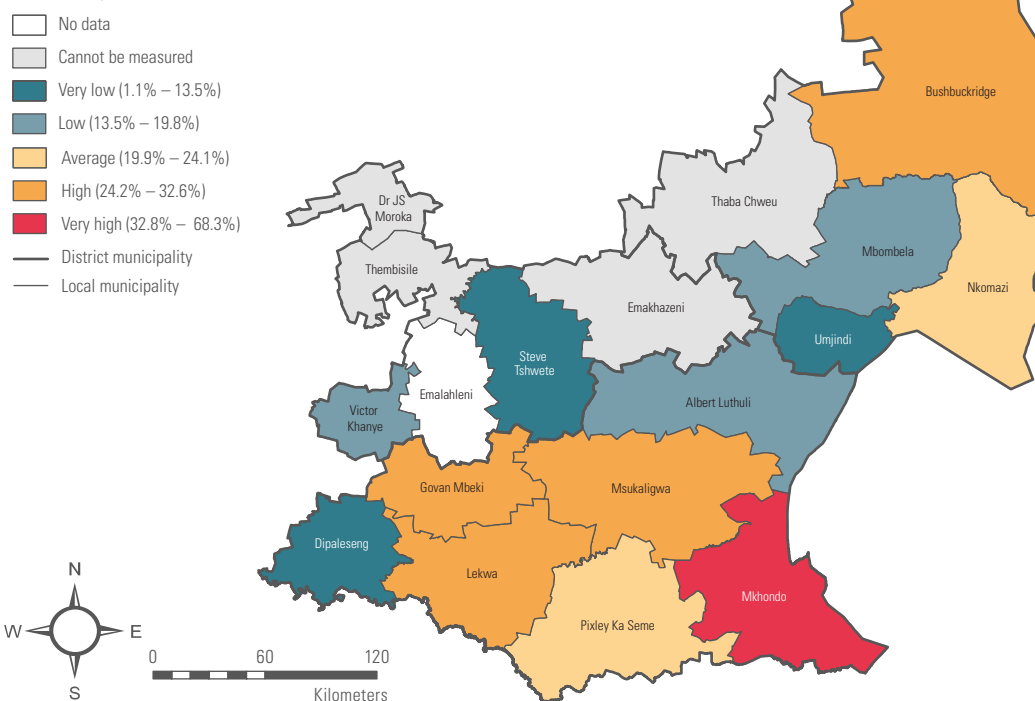 No data
Cannot be measured
Very low (1.1% – 13.5%)
Low (13.5% – 19.8%)
Average (19.9% – 24.1%)
High (24.2% – 32.6%)
Very high (32.8% – 68.3%)
District municipality
Local municipality
Bushbuckridge
Dr JS
Moroka
Thaba Chweu
Mbombela
Thembisile
Nkomazi
Emakhazeni
Umjindi
Steve
Tshwete
Emalahleni
Albert Luthuli
Victor
Khanye
Govan Mbeki
Msukaligwa
Dipaleseng
Lekwa
Mkhondo
Pixley Ka Seme
N
W
E
S
0
60
120
Kilometers